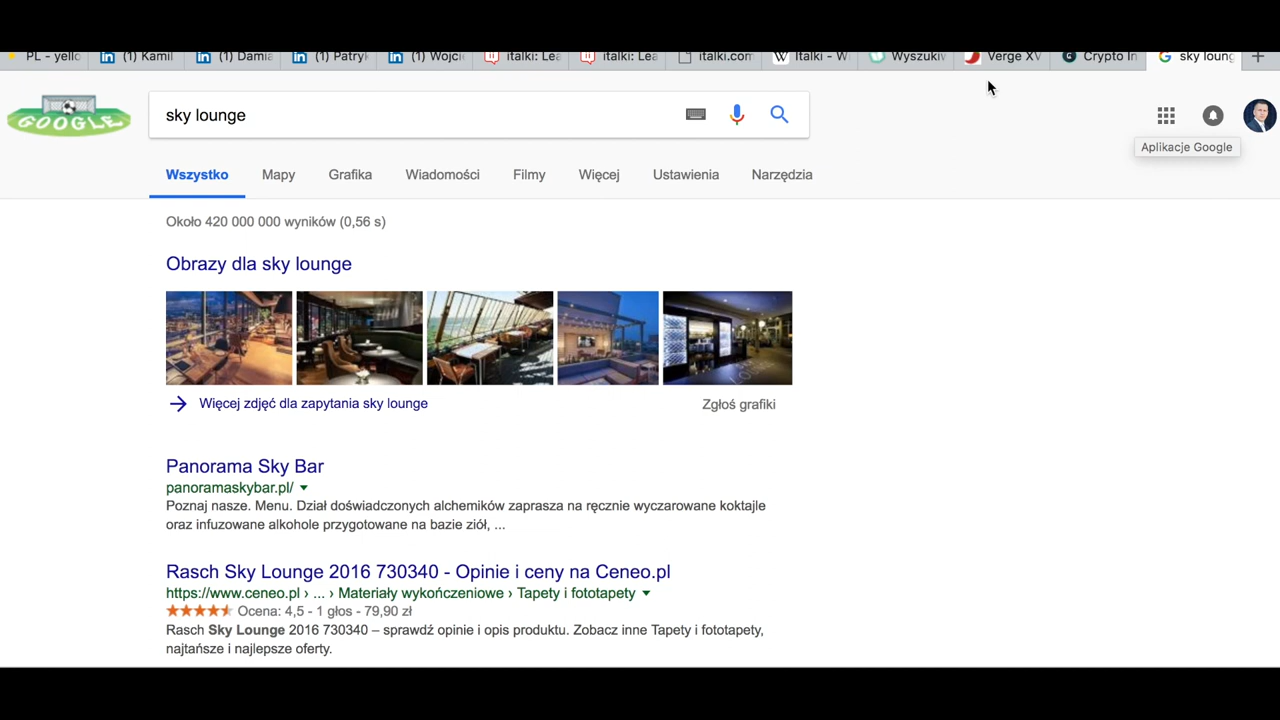 PL - yello
(1) Kamil
(1) Damia
(1) Patryk
(1) Wojcie
italki: Lea
italki: Lea
italki.com
Italki - Wi
Wyszukiw
Verge XV
Crypto In
sky loung
GOOGLE
sky lounge
Aplikacje Google
Wszystko Mapy Grafika Wiadomości Filmy Więcej Ustawienia Narzędzia
Około 420 000 000 wyników (0,56 s)
Obrazy dla sky lounge
Więcej zdjęć dla zapytania sky lounge
Zgłoś grafiki
Panorama Sky Bar
panoramaskybar.pl/
Poznaj nasze. Menu. Dział doświadczonych alchemików zaprasza na ręcznie wyczarowane koktajle
oraz infuzowane alkohole przygotowane na bazie ziół, ...
Rasch Sky Lounge 2016 730340 - Opinie i ceny na Ceneo.pl
https://www.ceneo.pl › ... › Materiały wykończeniowe › Tapety i fototapety
Ocena: 4,5 - 1 głos - 79,90 zł
Rasch Sky Lounge 2016 730340 – sprawdź opinie i opis produktu. Zobacz inne Tapety i fototapety,
najtańsze i najlepsze oferty.